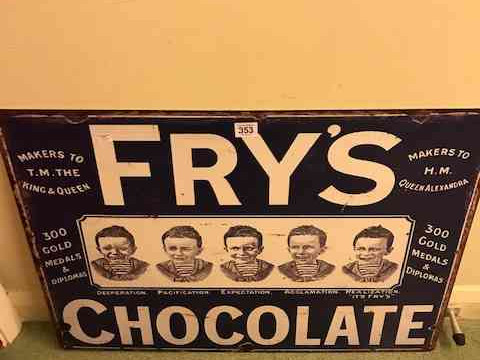 353
FRY'S
MAKERS TO
T.M. THE
KING & QUEEN
MAKERS TO
H.M.
QUEEN ALEXANDRA
300
GOLD
MEDALS
&
DIPLOMAS
300
GOLD
MEDALS
&
DIPLOMAS
DESPERATION. PACIFICATION. EXPECTATION. ACCLAMATION. REALIZATION.
IT'S FRY'S.
CHOCOLATE